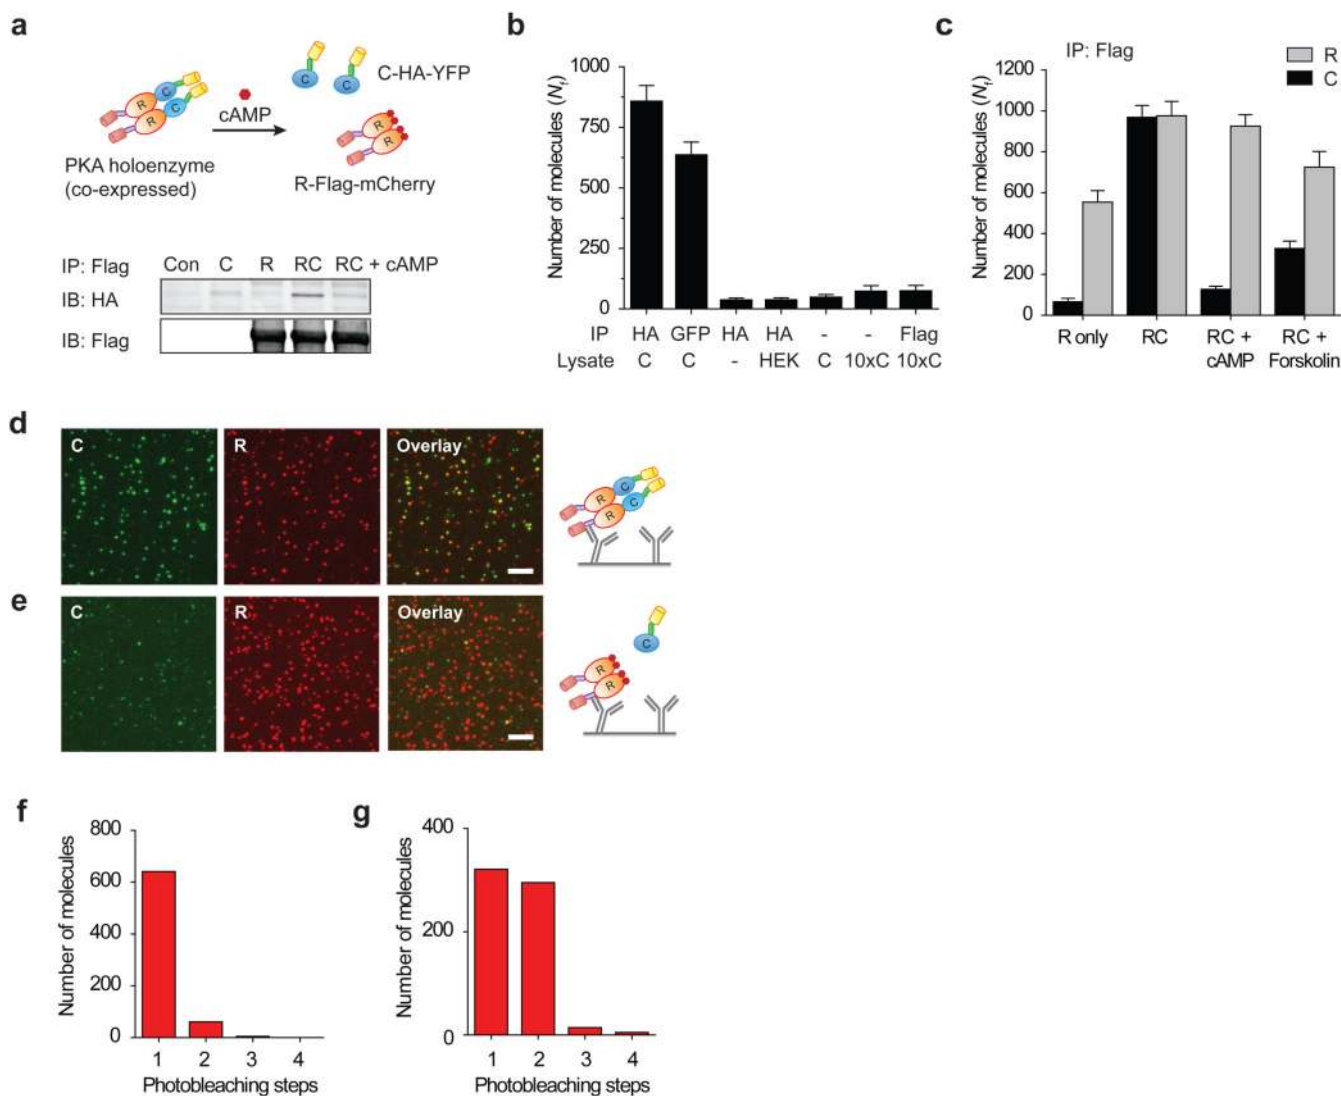 a
C
C
C-HA-YFP
C
C
R
R
cAMP
R
R
PKA holoenzyme
(co-expressed)
R-Flag-mCherry
IP: Flag Con C R RC RC + cAMP
IB: HA
IB: Flag
b
Number of molecules (Nf)
1000
750
500
250
0
IP HA GFP HA HA - - Flag
Lysate C C - HEK C 10xC 10xC
c
IP: Flag
R
C
Number of molecules (Nf)
1200
1000
800
600
400
200
0
R only RC RC + RC +
cAMP Forskolin
d
C
R
Overlay
C
C
R
R
e
C
R
Overlay
C
R
R
f
Number of molecules
800
600
400
200
0
1 2 3 4
Photobleaching steps
g
Number of molecules
400
200
0
1 2 3 4
Photobleaching steps